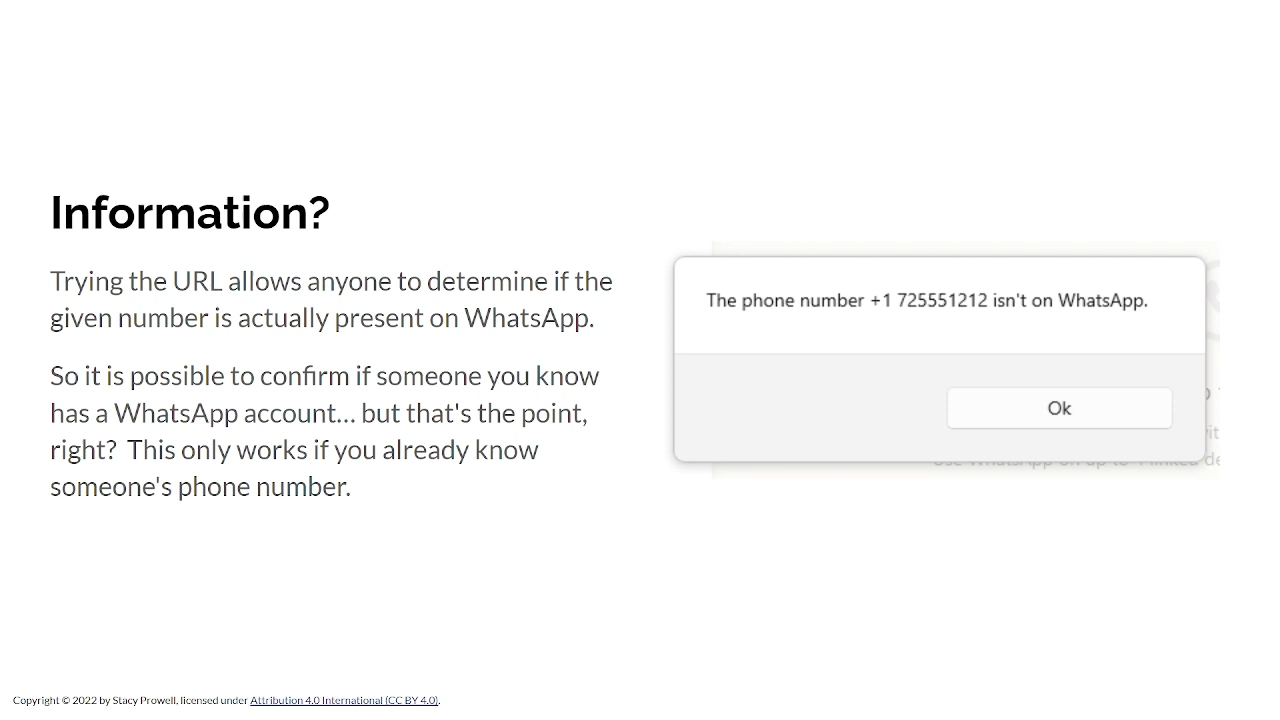 Information?
Trying the URL allows anyone to determine if the
given number is actually present on WhatsApp.
So it is possible to confirm if someone you know
has a WhatsApp account... but that's the point,
right?  This only works if you already know
someone's phone number.
The phone number +1 725551212 isn't on WhatsApp.
Ok
Copyright © 2022 by Stacy Prowell, licensed under Attribution 4.0 International (CC BY 4.0).